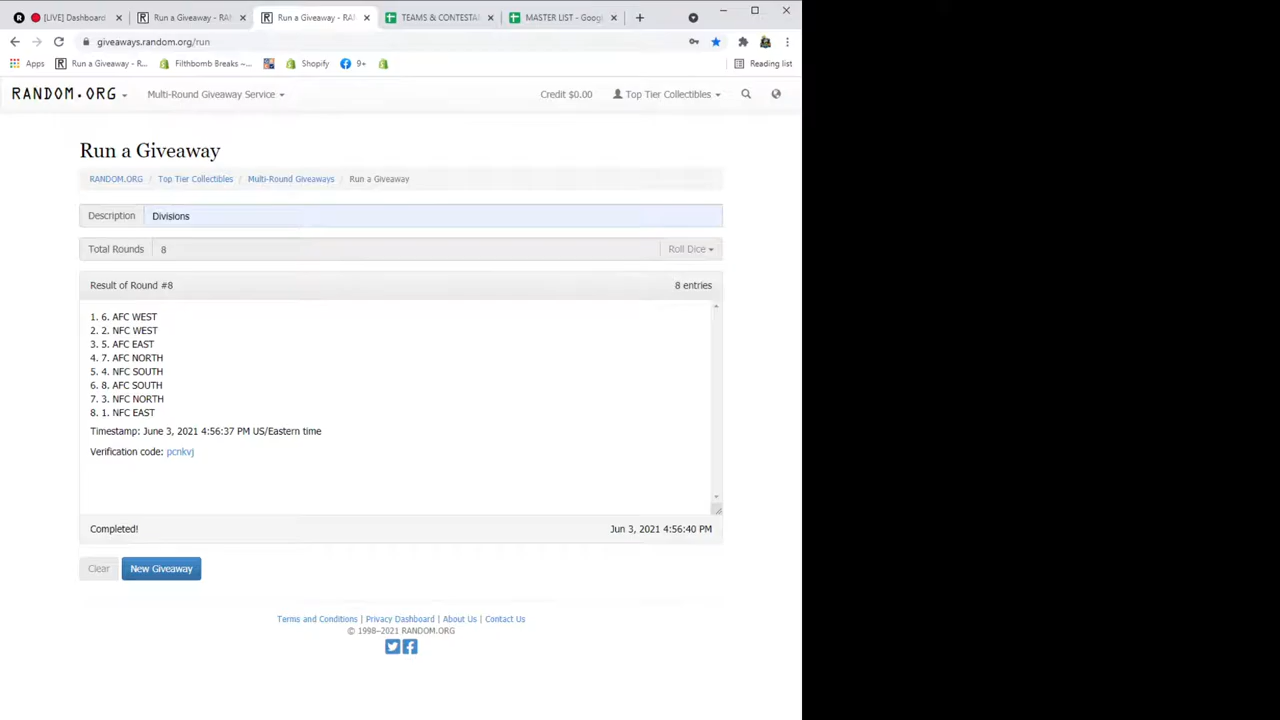 [LIVE] Dashboard
Run a Giveaway - RAN
Run a Giveaway - RAN
TEAMS & CONTESTA
MASTER LIST - Googl
giveaways.random.org/run
Apps
Run a Giveaway - R...
Filthbomb Breaks ~...
Shopify
9+
Reading list
RANDOM.ORG
Multi-Round Giveaway Service
Credit $0.00
Top Tier Collectibles
Run a Giveaway
RANDOM.ORG / Top Tier Collectibles / Multi-Round Giveaways / Run a Giveaway
Description Divisions
Total Rounds 8 Roll Dice
Result of Round #8 8 entries
1. 6. AFC WEST
2. 2. NFC WEST
3. 5. AFC EAST
4. 7. AFC NORTH
5. 4. NFC SOUTH
6. 8. AFC SOUTH
7. 3. NFC NORTH
8. 1. NFC EAST
Timestamp: June 3, 2021 4:56:37 PM US/Eastern time
Verification code: pcnkvj
Completed! Jun 3, 2021 4:56:40 PM
Clear New Giveaway
Terms and Conditions | Privacy Dashboard | About Us | Contact Us
© 1998–2021 RANDOM.ORG